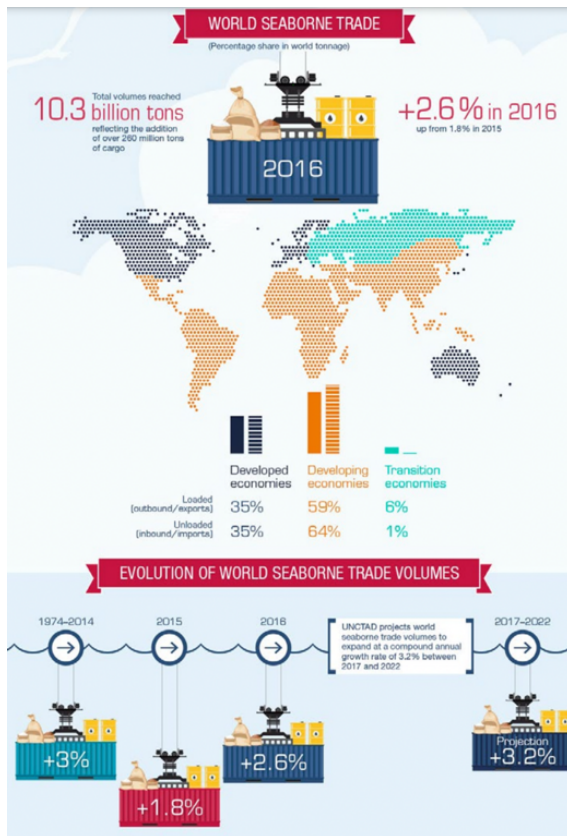 WORLD SEABORNE TRADE
(Percentage share in world tonnage)
10.3
Total volumes reached
billion tons
reflecting the addition
of over 260 million tons
of cargo
+2.6% in 2016
up from 1.8% in 2015
2016
Developed
economies
Developing
economies
Transition
economies
Loaded
(outbound/exports)
35%
59%
6%
Unloaded
(inbound/imports)
35%
64%
1%
EVOLUTION OF WORLD SEABORNE TRADE VOLUMES
1974–2014
2015
2016
UNCTAD projects world
seaborne trade volumes to
expand at a compound annual
growth rate of 3.2% between
2017 and 2022
2017–2022
+3%
+1.8%
+2.6%
Projection
+3.2%